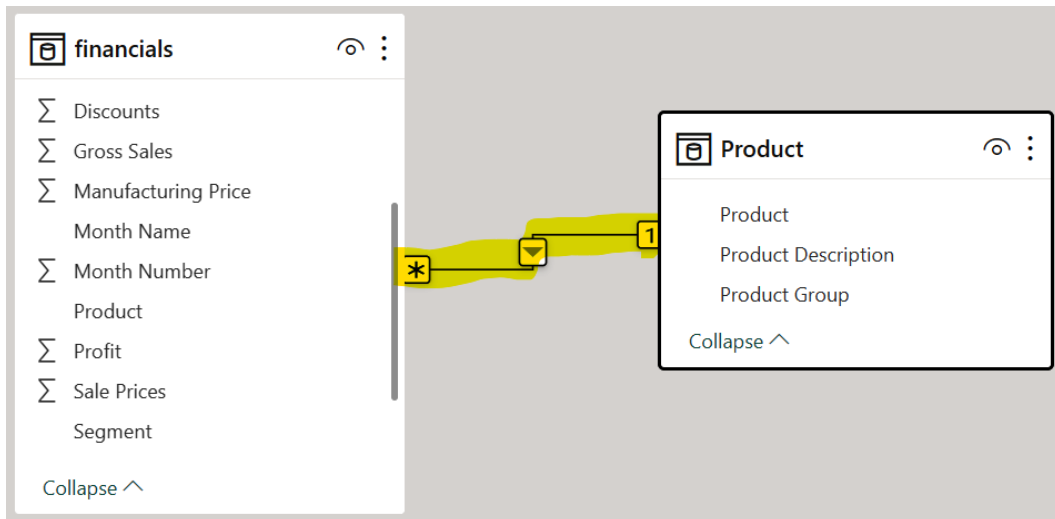 financials
Σ Discounts
Σ Gross Sales
Σ Manufacturing Price
Month Name
Σ Month Number
Product
Σ Profit
Σ Sale Prices
Segment
Collapse
*
1
Product
Product
Product Description
Product Group
Collapse